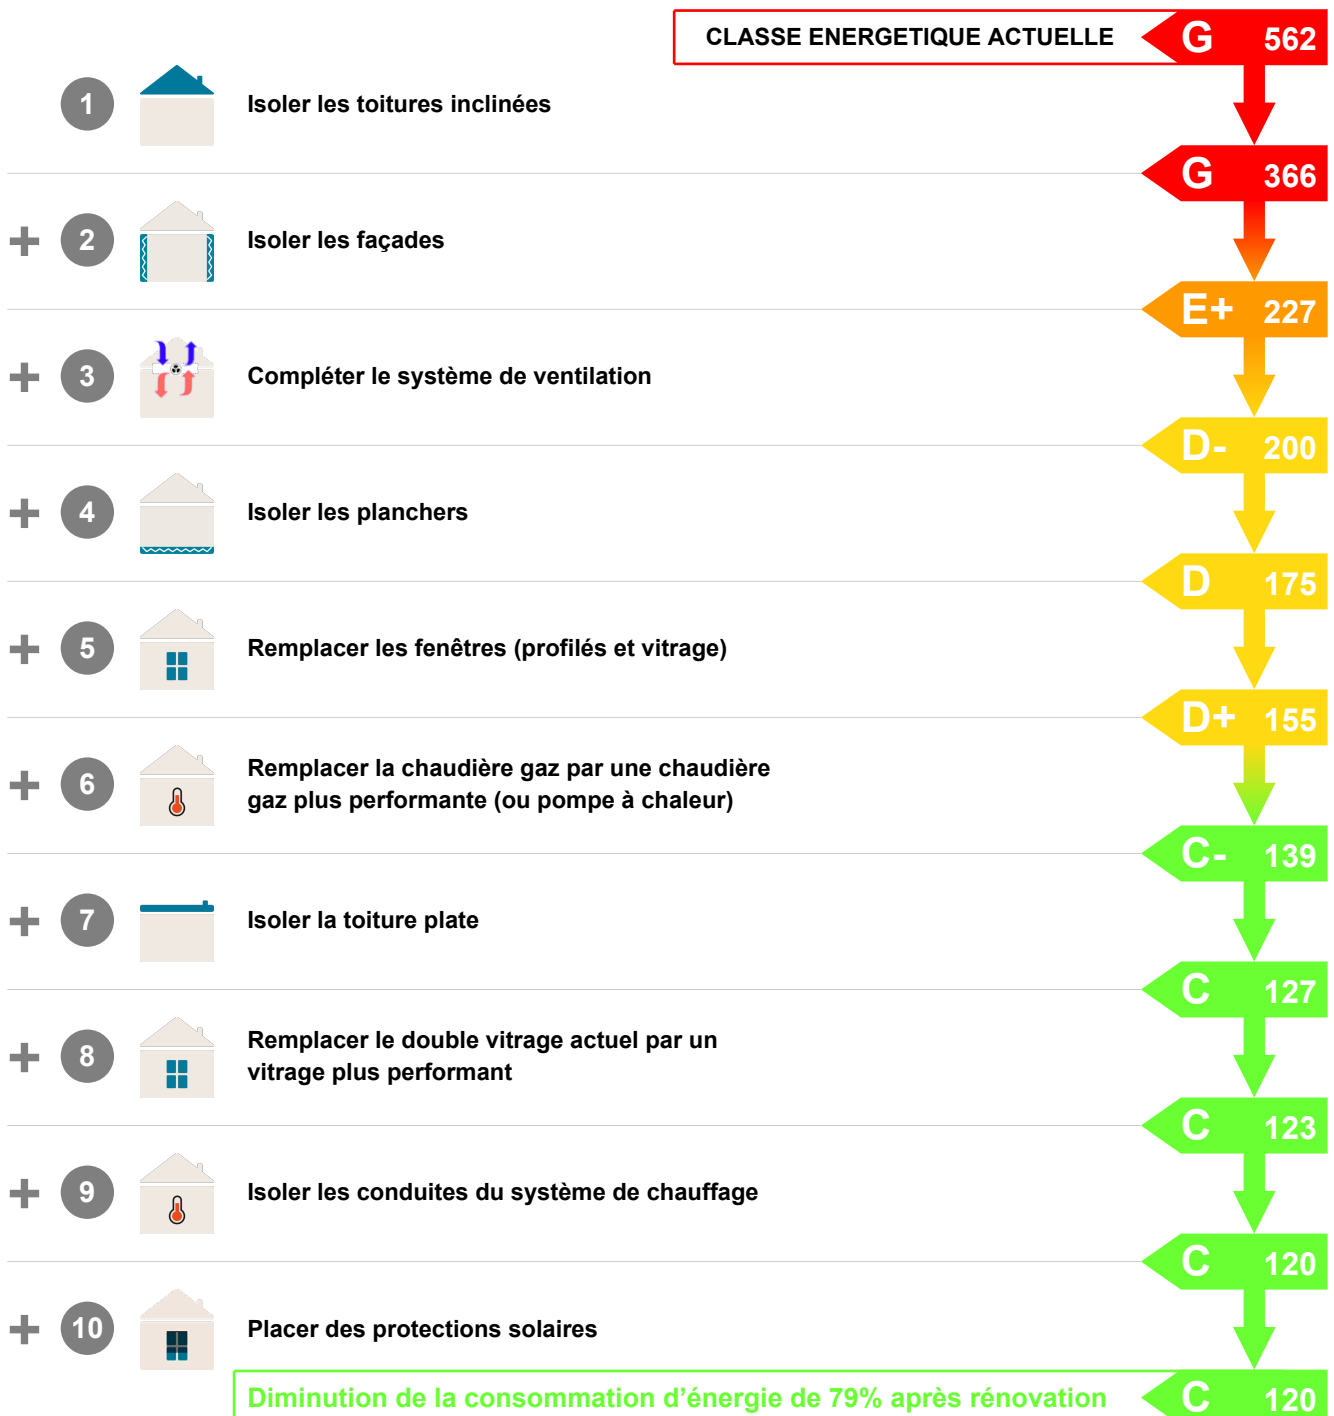 CLASSE ENERGETIQUE ACTUELLE G 562
1 Isoler les toitures inclinées
G 366
+ 2 Isoler les façades
E+ 227
+ 3 Compléter le système de ventilation
D- 200
+ 4 Isoler les planchers
D 175
+ 5 Remplacer les fenêtres (profilés et vitrage)
D+ 155
+ 6 Remplacer la chaudière gaz par une chaudière
gaz plus performante (ou pompe à chaleur)
C- 139
+ 7 Isoler la toiture plate
C 127
+ 8 Remplacer le double vitrage actuel par un
vitrage plus performant
C 123
+ 9 Isoler les conduites du système de chauffage
C 120
+ 10 Placer des protections solaires
Diminution de la consommation d’énergie de 79% après rénovation C 120